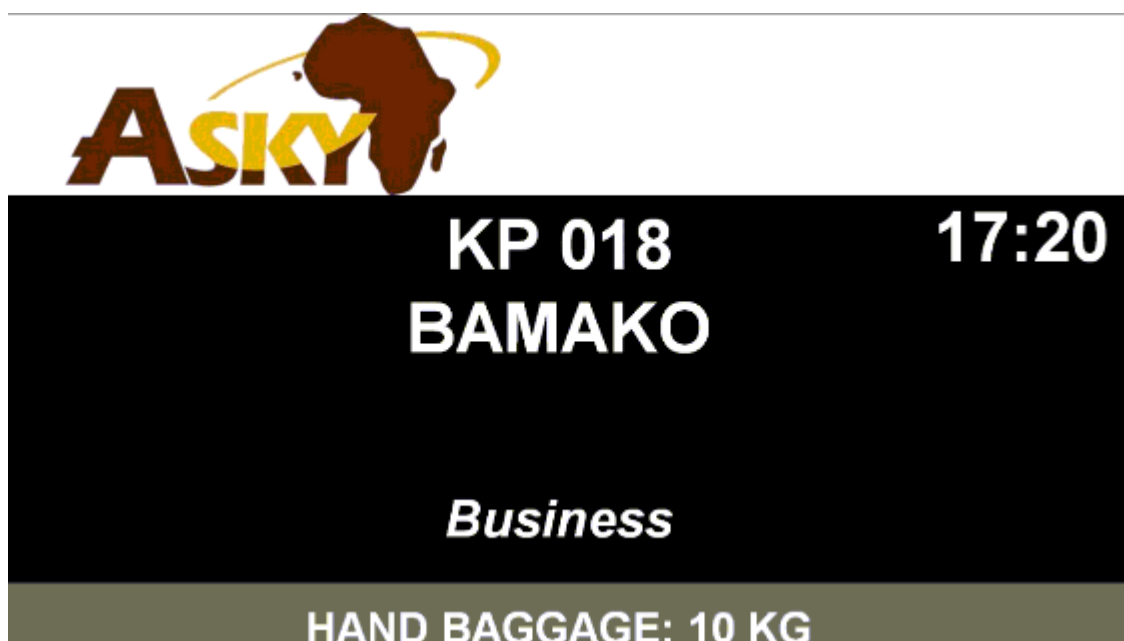 ASKY
KP 018
17:20
BAMAKO
Business
HAND BAGGAGE: 10 KG